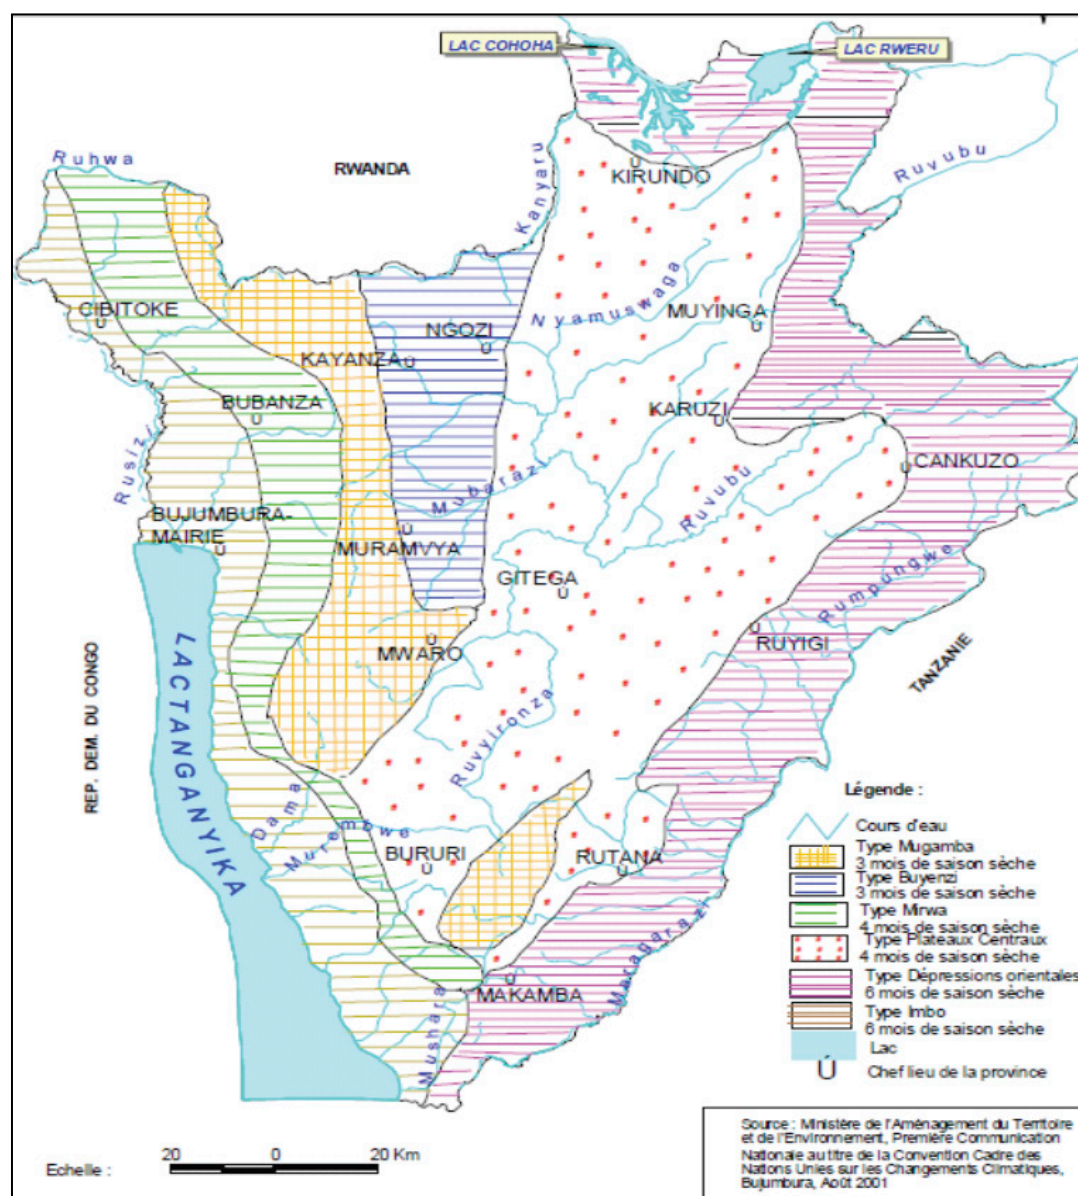 LAC COHOHA
LAC RWERU
Ruhwa
RWANDA
Kanyaru
Ruvubu
KIRUNDO
CIBITOKE
NGOZI
Nyamuswaga
MUYINGA
KAYANZA
BUBANZA
KARUZI
Rusizi
Mubarazi
Ruvubu
CANKUZO
BUJUMBURA-
MAIRIE
MURAMVYA
GITEGA
Rumpungwe
MWARO
RUYIGI
TANZANIE
REP. DEM. DU CONGO
LAC TANGANYIKA
Ruvyironza
Dama
Murembwe
BURURI
RUTANA
Maragarazi
MAKAMBA
Mushara
Légende :
Cours d'eau
Type Mugamba
3 mois de saison sèche
Type Buyenzi
3 mois de saison sèche
Type Mirwa
4 mois de saison sèche
Type Plateaux Centraux
4 mois de saison sèche
Type Dépressions orientales
6 mois de saison sèche
Type Imbo
6 mois de saison sèche
Lac
Ú Chef lieu de la province
Echelle :
20 0 20 Km
Source : Ministère de l'Aménagement du Territoire
et de l'Environnement, Première Communication
Nationale au titre de la Convention Cadre des
Nations Unies sur les Changements Climatiques,
Bujumbura, Août 2001